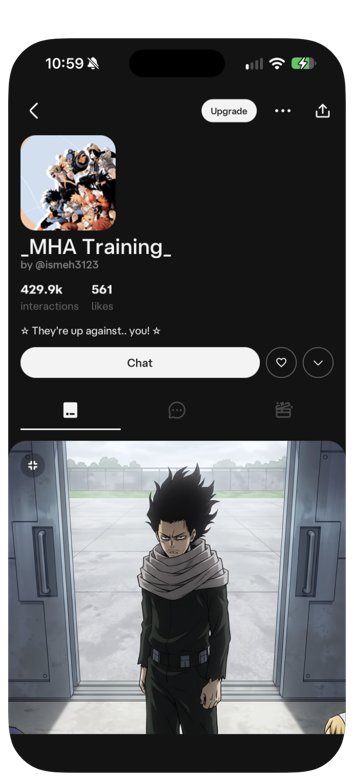 10:59
Upgrade
_MHA Training_
by @ismeh3123
429.9k 561
interactions likes
☆ They're up against.. you! ☆
Chat